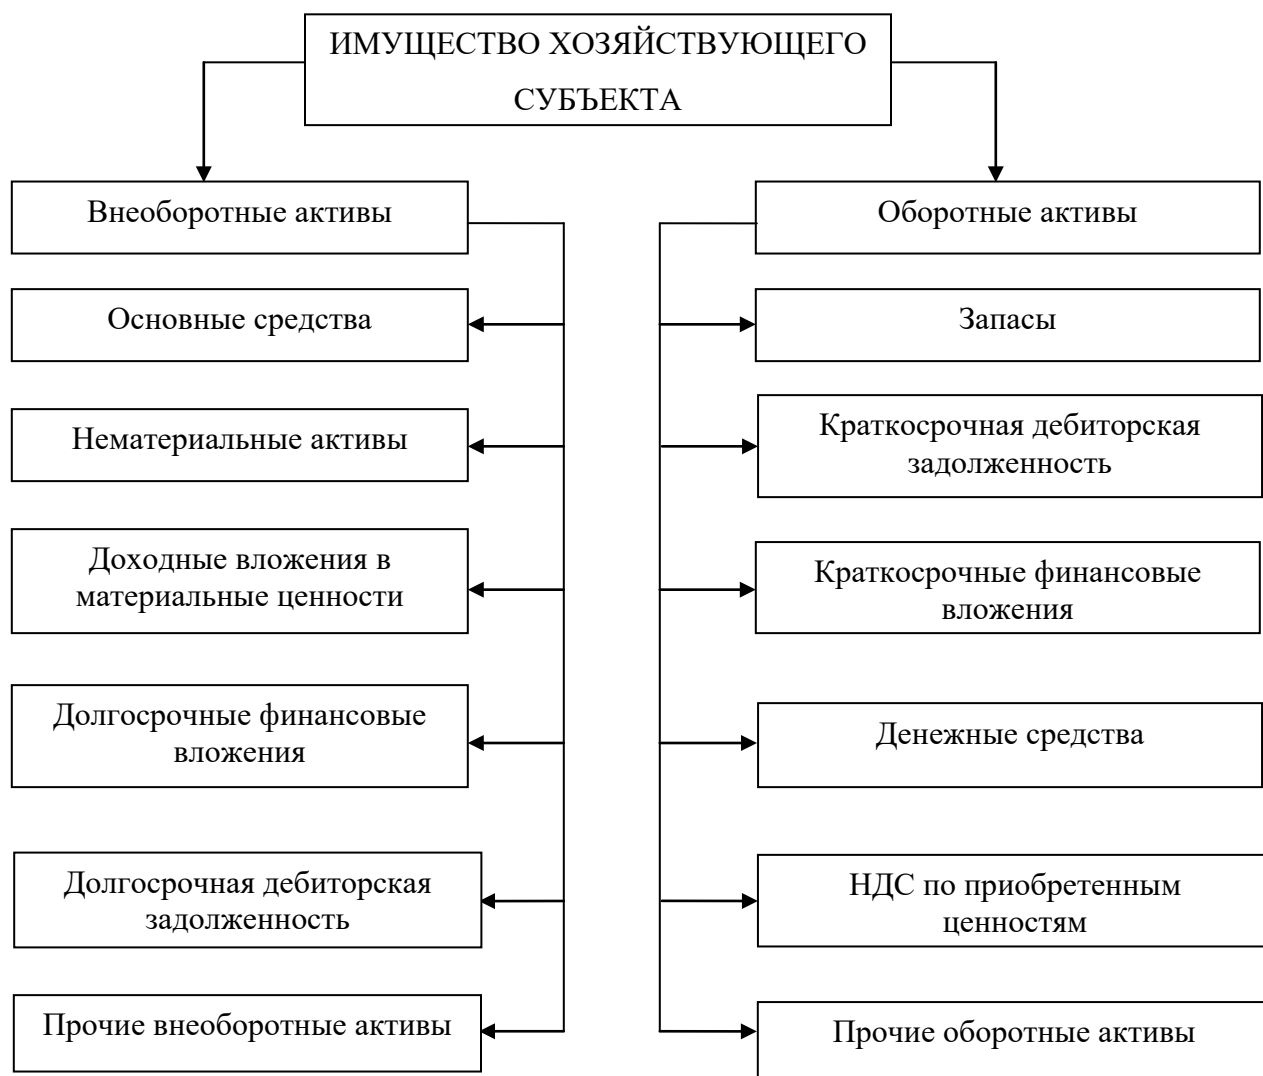 ИМУЩЕСТВО ХОЗЯЙСТВУЮЩЕГО
СУБЪЕКТА
Внеоборотные активы
Основные средства
Нематериальные активы
Доходные вложения в
материальные ценности
Долгосрочные финансовые
вложения
Долгосрочная дебиторская
задолженность
Прочие внеоборотные активы
Оборотные активы
Запасы
Краткосрочная дебиторская
задолженность
Краткосрочные финансовые
вложения
Денежные средства
НДС по приобретенным
ценностям
Прочие оборотные активы